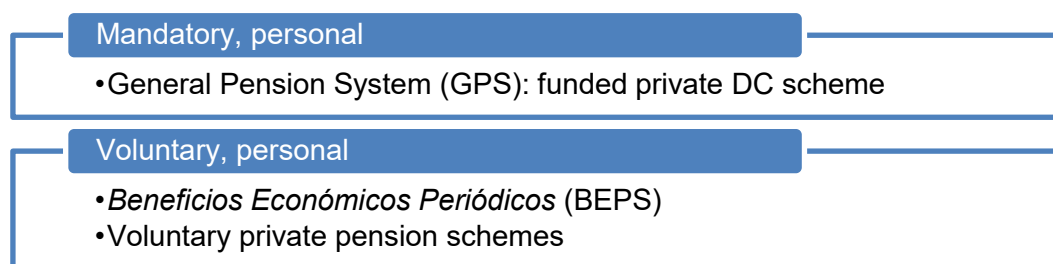 Mandatory, personal
•General Pension System (GPS): funded private DC scheme
Voluntary, personal
•Beneficios Económicos Periódicos (BEPS)
•Voluntary private pension schemes